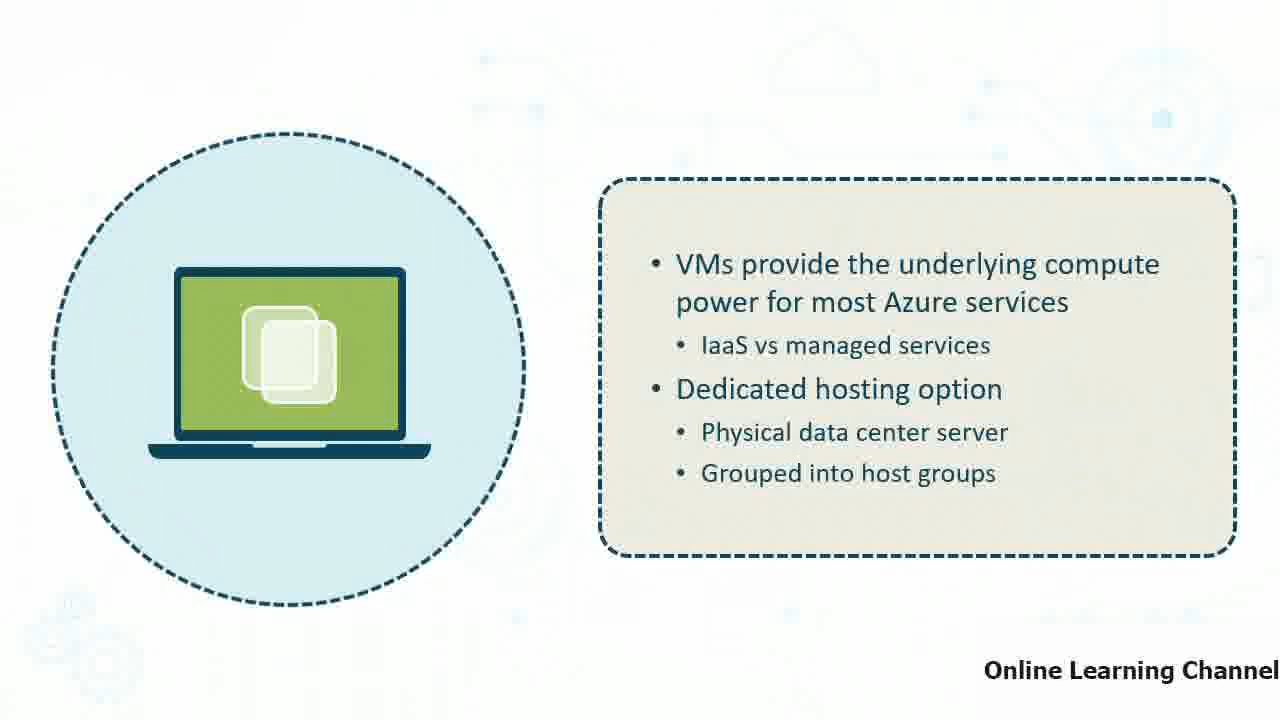 • VMs provide the underlying compute
power for most Azure services
• IaaS vs managed services
• Dedicated hosting option
• Physical data center server
• Grouped into host groups
Online Learning Channel